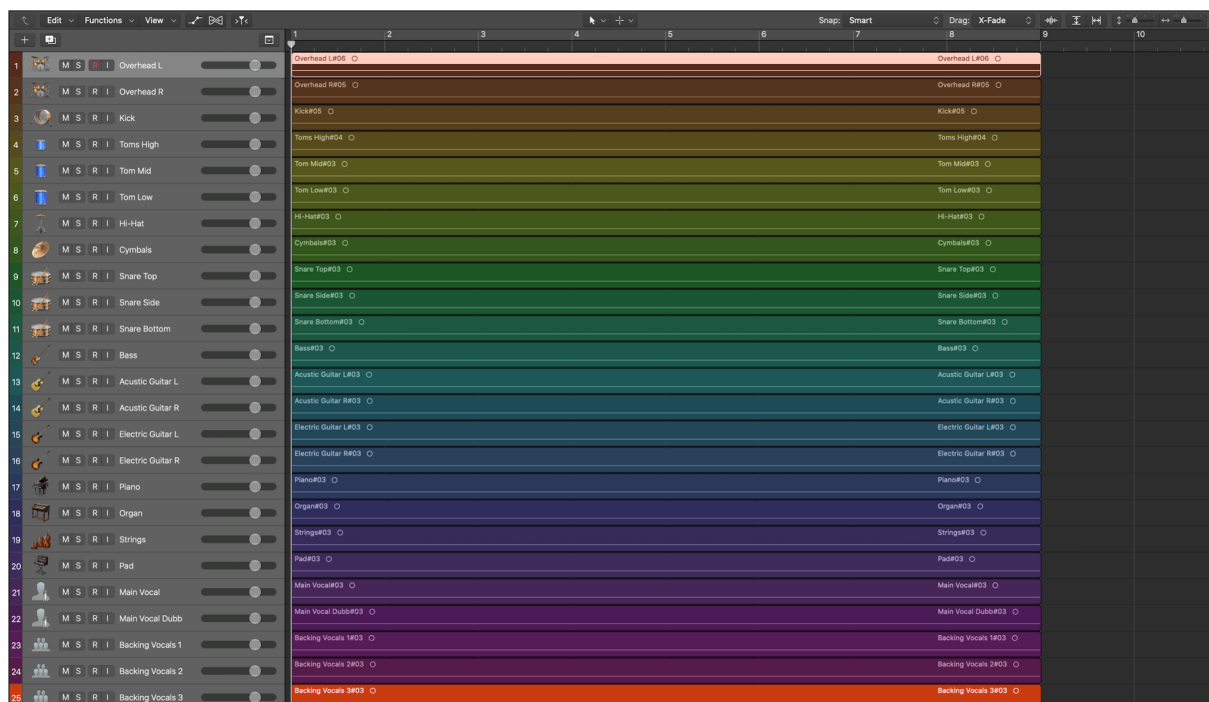 Edit Functions View Snap: Smart Drag: X-Fade
1 2 3 4 5 6 7 8 9 10
1 M S R I Overhead L Overhead L#06 Overhead L#06
2 M S R I Overhead R Overhead R#05 Overhead R#05
3 M S R I Kick Kick#05 Kick#05
4 M S R I Toms High Toms High#04 Toms High#04
5 M S R I Tom Mid Tom Mid#03 Tom Mid#03
6 M S R I Tom Low Tom Low#03 Tom Low#03
7 M S R I Hi-Hat Hi-Hat#03 Hi-Hat#03
8 M S R I Cymbals Cymbals#03 Cymbals#03
9 M S R I Snare Top Snare Top#03 Snare Top#03
10 M S R I Snare Side Snare Side#03 Snare Side#03
11 M S R I Snare Bottom Snare Bottom#03 Snare Bottom#03
12 M S R I Bass Bass#03 Bass#03
13 M S R I Acustic Guitar L Acustic Guitar L#03 Acustic Guitar L#03
14 M S R I Acustic Guitar R Acustic Guitar R#03 Acustic Guitar R#03
15 M S R I Electric Guitar L Electric Guitar L#03 Electric Guitar L#03
16 M S R I Electric Guitar R Electric Guitar R#03 Electric Guitar R#03
17 M S R I Piano Piano#03 Piano#03
18 M S R I Organ Organ#03 Organ#03
19 M S R I Strings Strings#03 Strings#03
20 M S R I Pad Pad#03 Pad#03
21 M S R I Main Vocal Main Vocal#03 Main Vocal#03
22 M S R I Main Vocal Dubb Main Vocal Dubb#03 Main Vocal Dubb#03
23 M S R I Backing Vocals 1 Backing Vocals 1#03 Backing Vocals 1#03
24 M S R I Backing Vocals 2 Backing Vocals 2#03 Backing Vocals 2#03
25 M S R I Backing Vocals 3 Backing Vocals 3#03 Backing Vocals 3#03